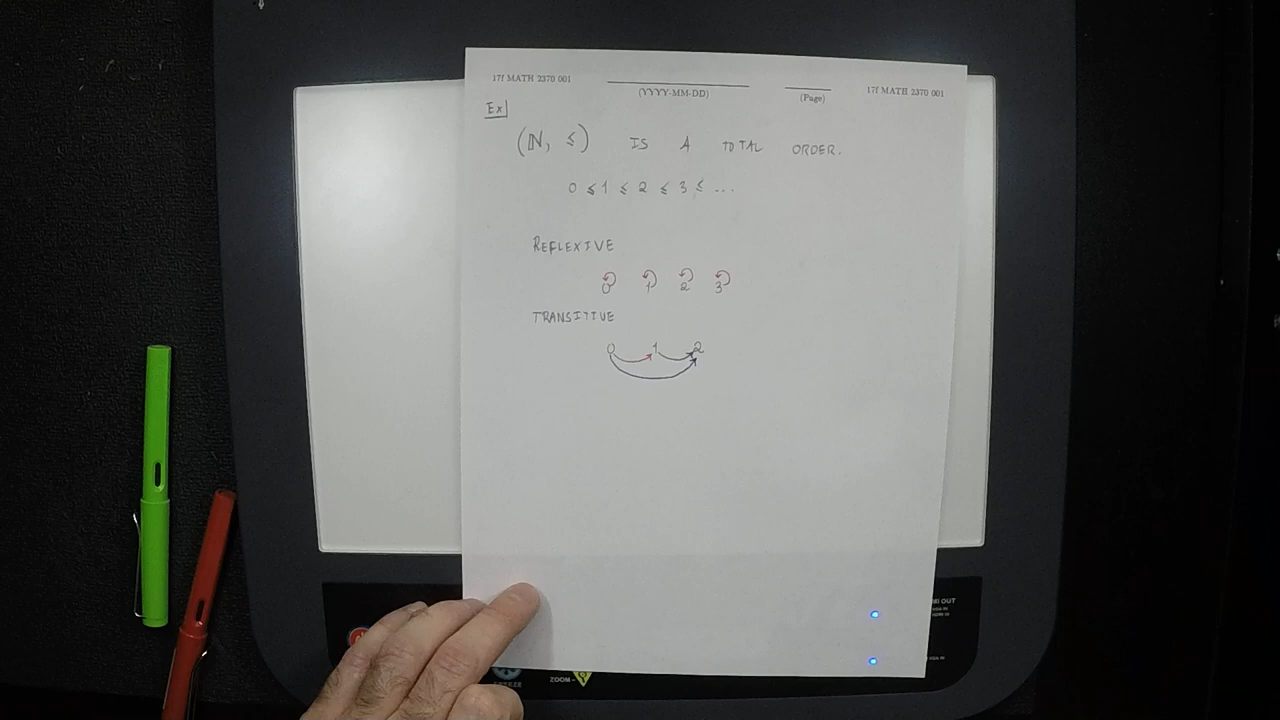 17f MATH 2370 001
(YYYY-MM-DD)
(Page)
17f MATH 2370 001
Ex
(ℕ, ≤) IS A TOTAL ORDER.
0 ≤ 1 ≤ 2 ≤ 3 ≤ ...
REFLEXIVE
0 1 2 3
TRANSITIVE
0 1 2
ZOOM-